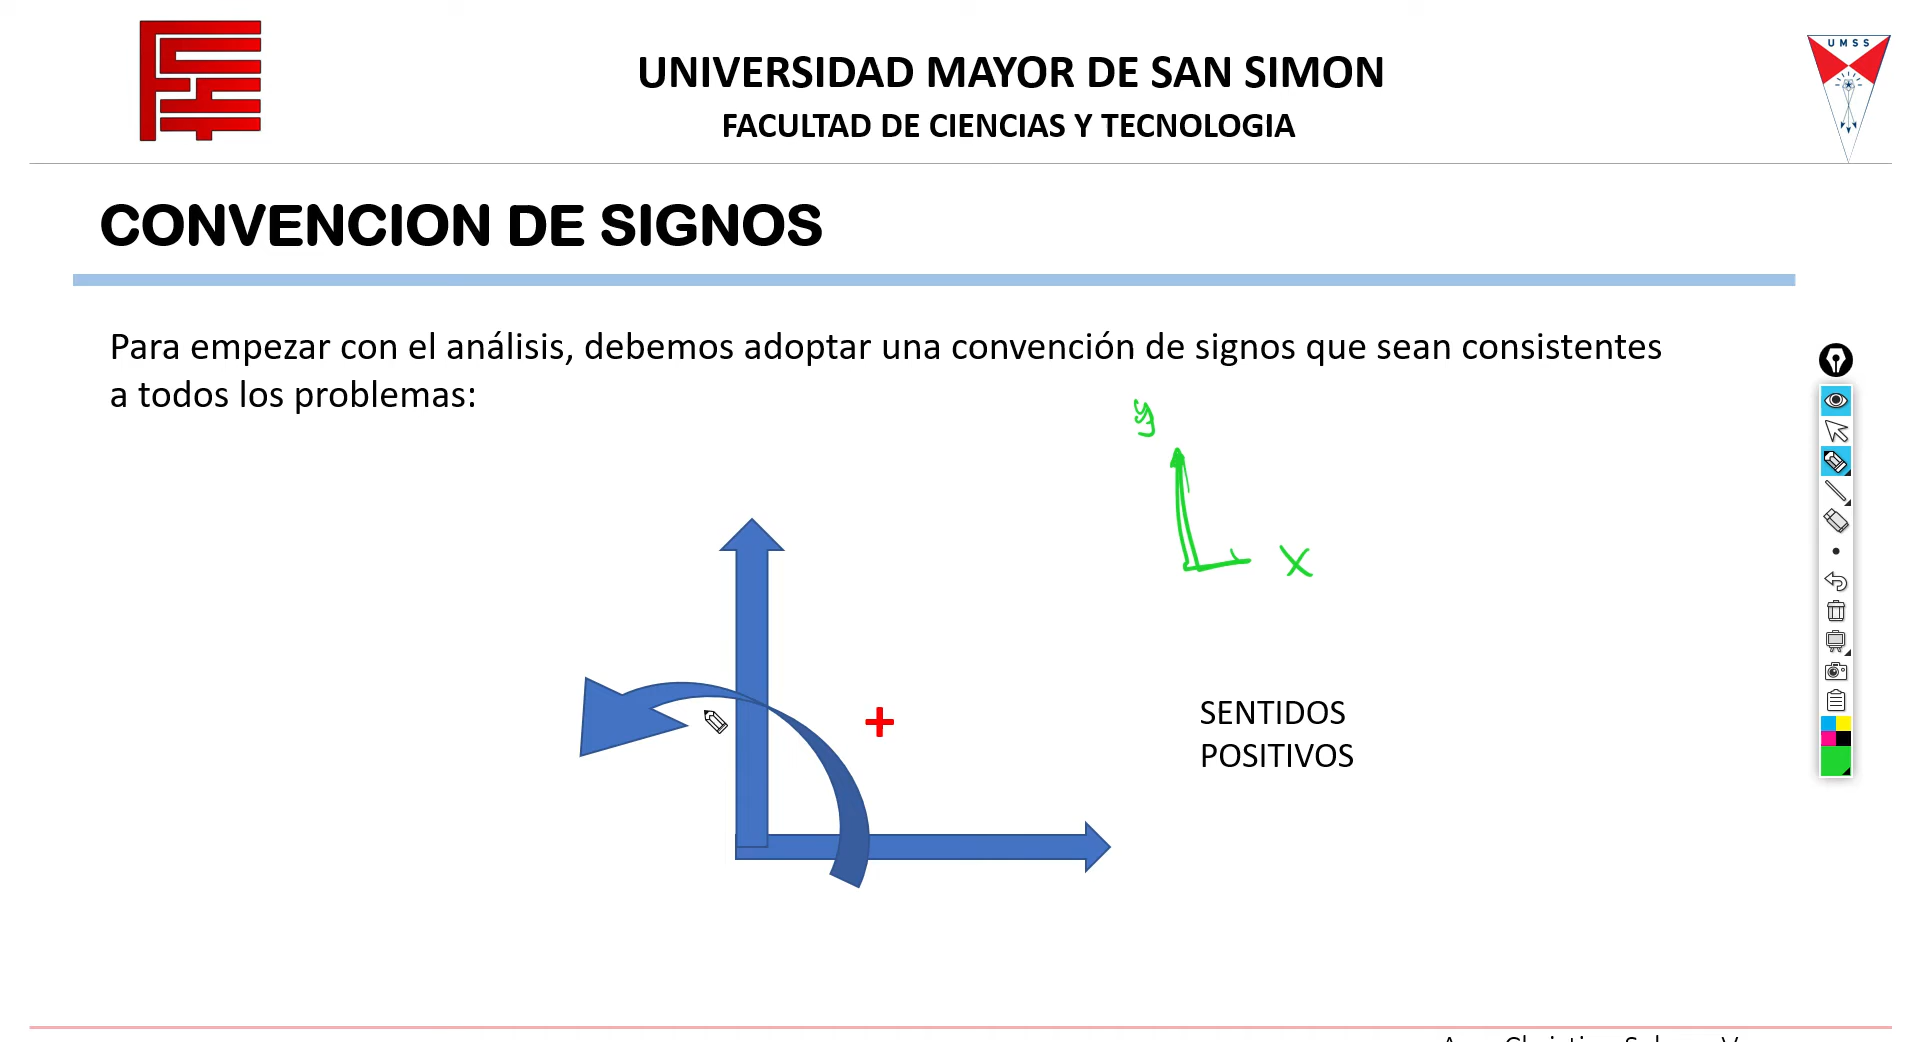 UMSS
UNIVERSIDAD MAYOR DE SAN SIMON
FACULTAD DE CIENCIAS Y TECNOLOGIA
CONVENCION DE SIGNOS
Para empezar con el análisis, debemos adoptar una convención de signos que sean consistentes
a todos los problemas:
y
x
+
SENTIDOS
POSITIVOS